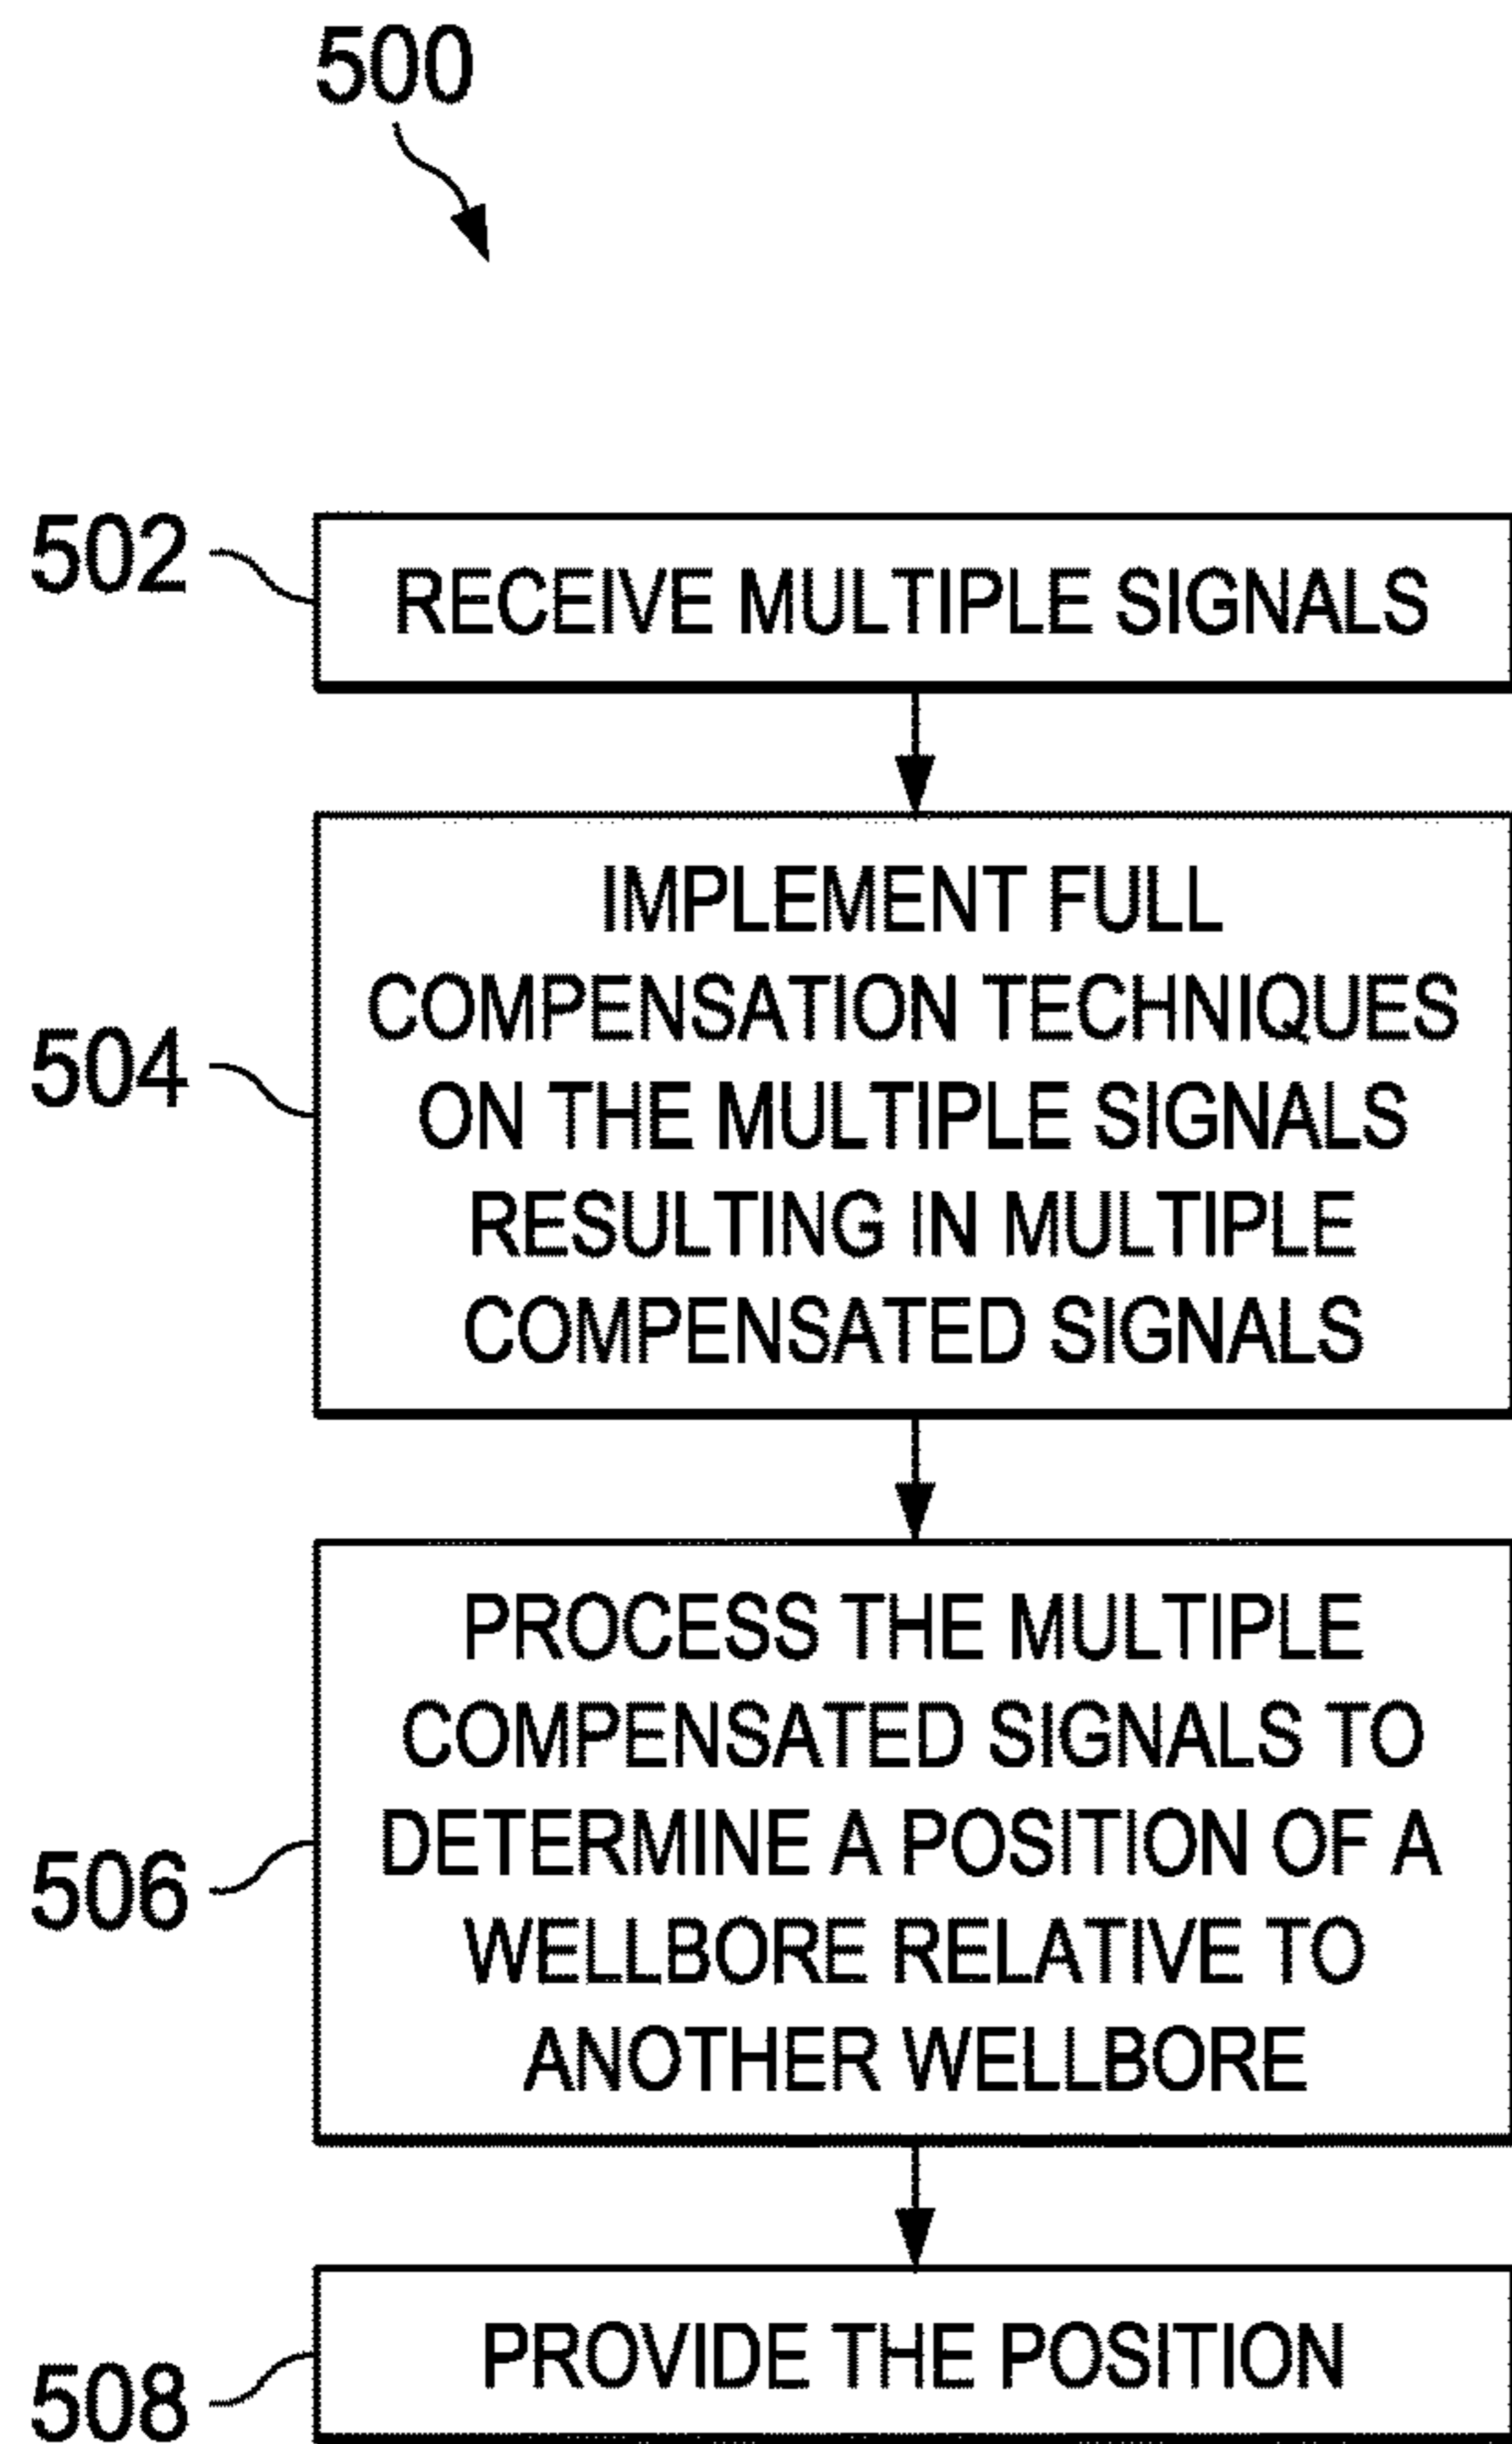 500
502
RECEIVE MULTIPLE SIGNALS
504
IMPLEMENT FULL
COMPENSATION TECHNIQUES
ON THE MULTIPLE SIGNALS
RESULTING IN MULTIPLE
COMPENSATED SIGNALS
506
PROCESS THE MULTIPLE
COMPENSATED SIGNALS TO
DETERMINE A POSITION OF A
WELLBORE RELATIVE TO
ANOTHER WELLBORE
508
PROVIDE THE POSITION